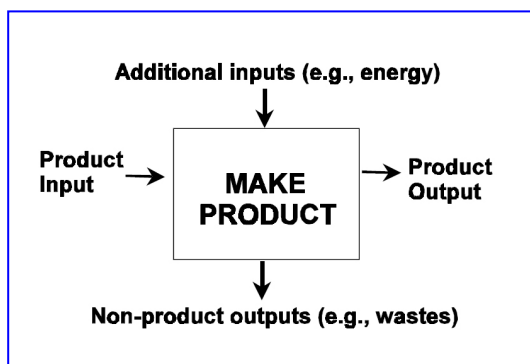 Additional inputs (e.g., energy)
Product
Input
MAKE
PRODUCT
Product
Output
Non-product outputs (e.g., wastes)